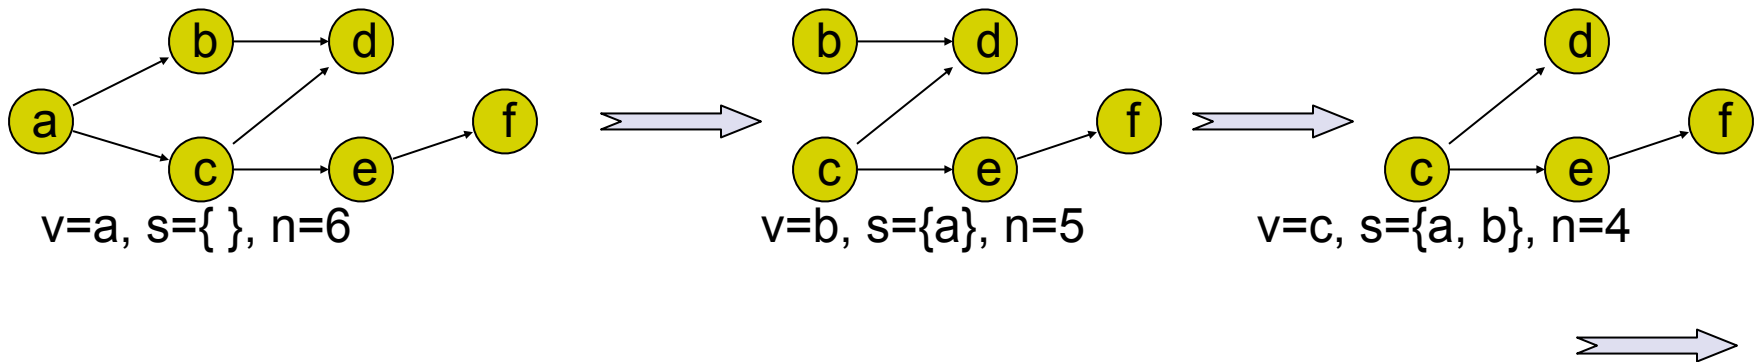 b d
a f
c e
v=a, s={ }, n=6
b d
f
c e
v=b, s={a}, n=5
d
f
c e
v=c, s={a, b}, n=4